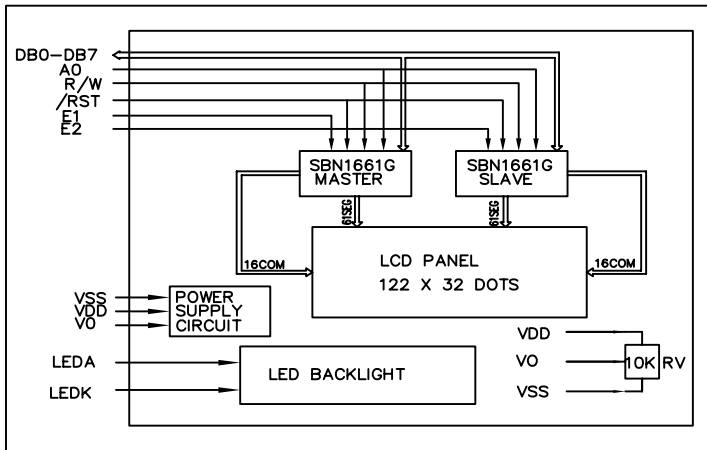 DB0-DB7
A0
R/W
/RST
E1
E2
SBN1661G
MASTER
SBN1661G
SLAVE
61SEG
61SEG
16COM
LCD PANEL
122 X 32 DOTS
16COM
VSS
VDD
V0
POWER
SUPPLY
CIRCUIT
VDD
V0
VSS
10K RV
LEDA
LEDK
LED BACKLIGHT